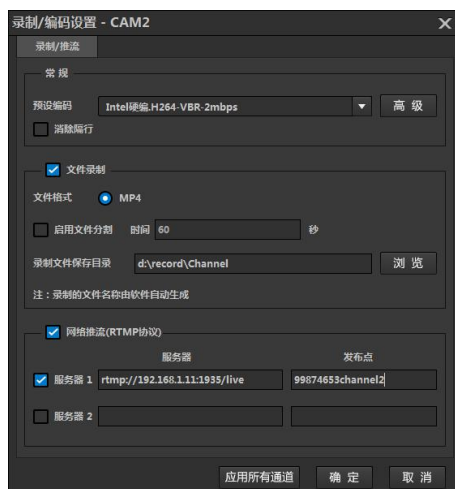 录制/编码设置 - CAM2 X
录制/推流
常 规
预设编码 Intel硬编.H264-VBR-2mbps 高 级
消除隔行
文件录制
文件格式 MP4
启用文件分割 时间 60 秒
录制文件保存目录 d:\record\Channel 浏 览
注：录制的文件名称由软件自动生成
网络推流(RTMP协议)
服务器 发布点
服务器 1 rtmp://192.168.1.11:1935/live 99874653channel2
服务器 2
应用所有通道 确 定 取 消